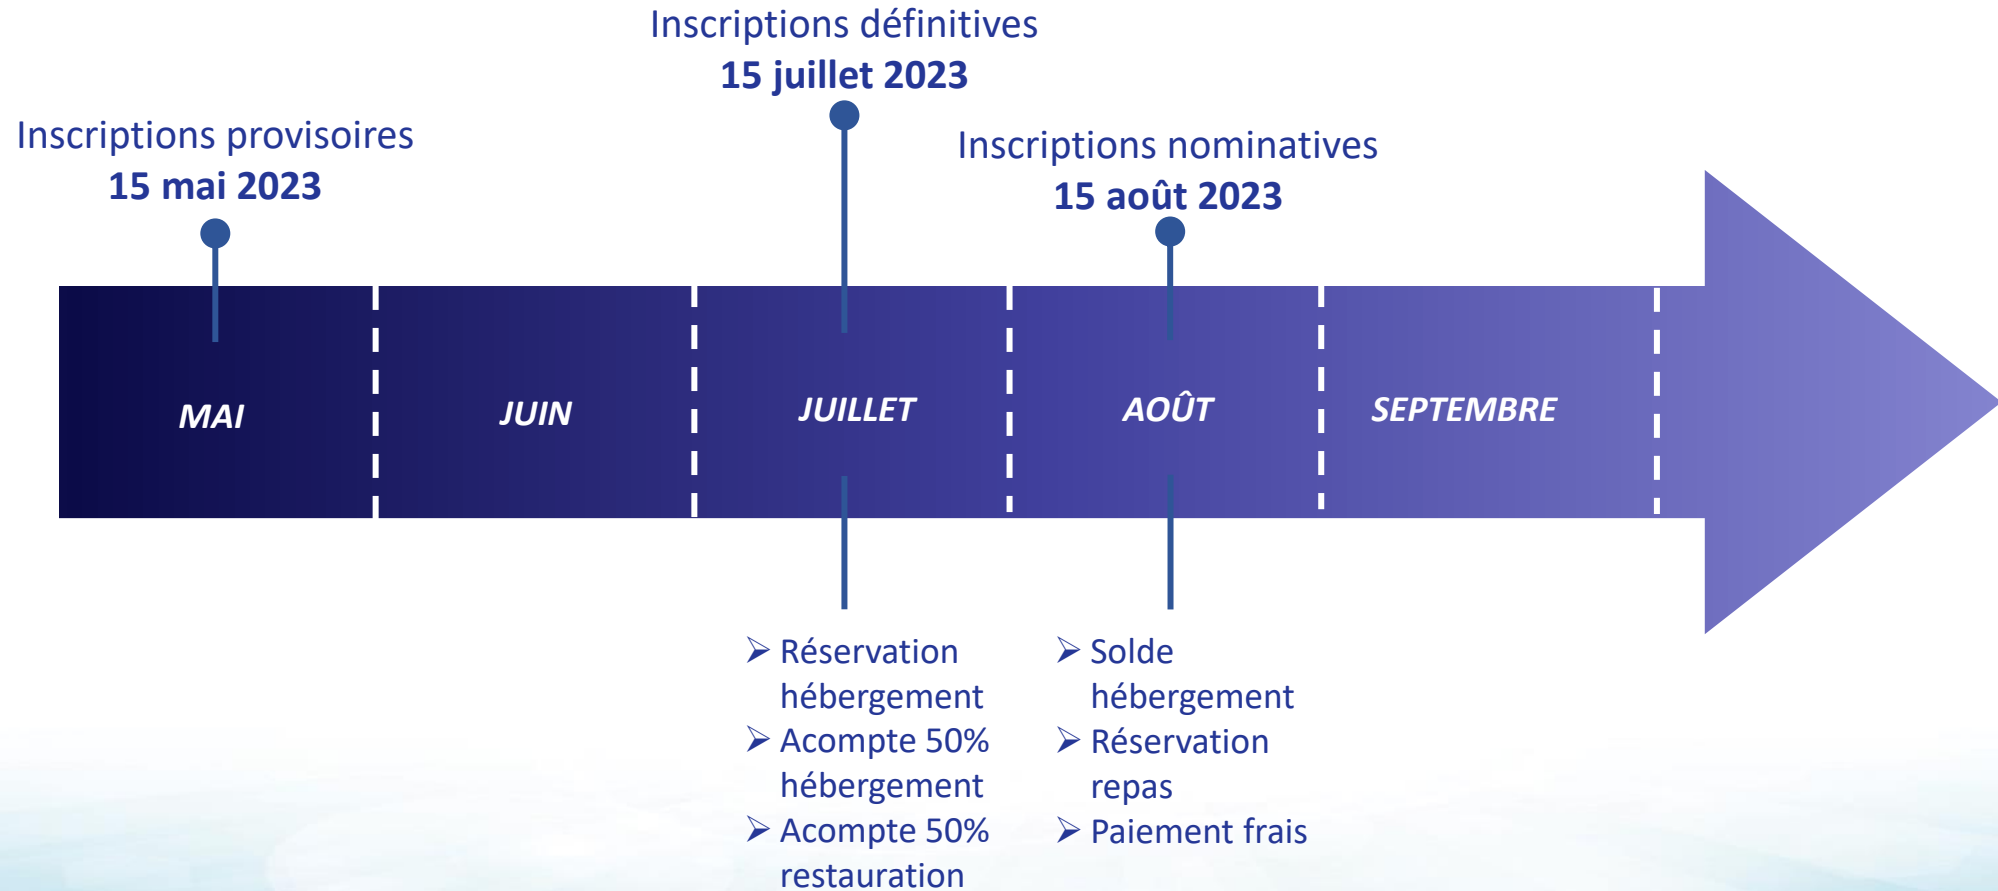 Inscriptions définitives
15 juillet 2023
Inscriptions provisoires
15 mai 2023
Inscriptions nominatives
15 août 2023
MAI
JUIN
JUILLET
AOÛT
SEPTEMBRE
➢ Réservation
hébergement
➢ Acompte 50%
hébergement
➢ Acompte 50%
restauration
➢ Solde
hébergement
➢ Réservation
repas
➢ Paiement frais